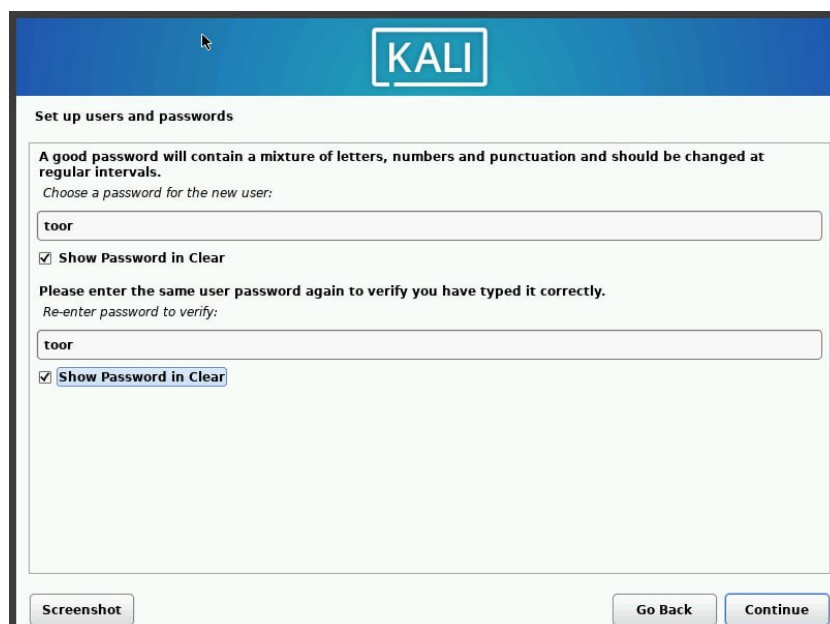 KALI
Set up users and passwords
A good password will contain a mixture of letters, numbers and punctuation and should be changed at
regular intervals.
Choose a password for the new user:
toor
Show Password in Clear
Please enter the same user password again to verify you have typed it correctly.
Re-enter password to verify:
toor
Show Password in Clear
Screenshot
Go Back
Continue